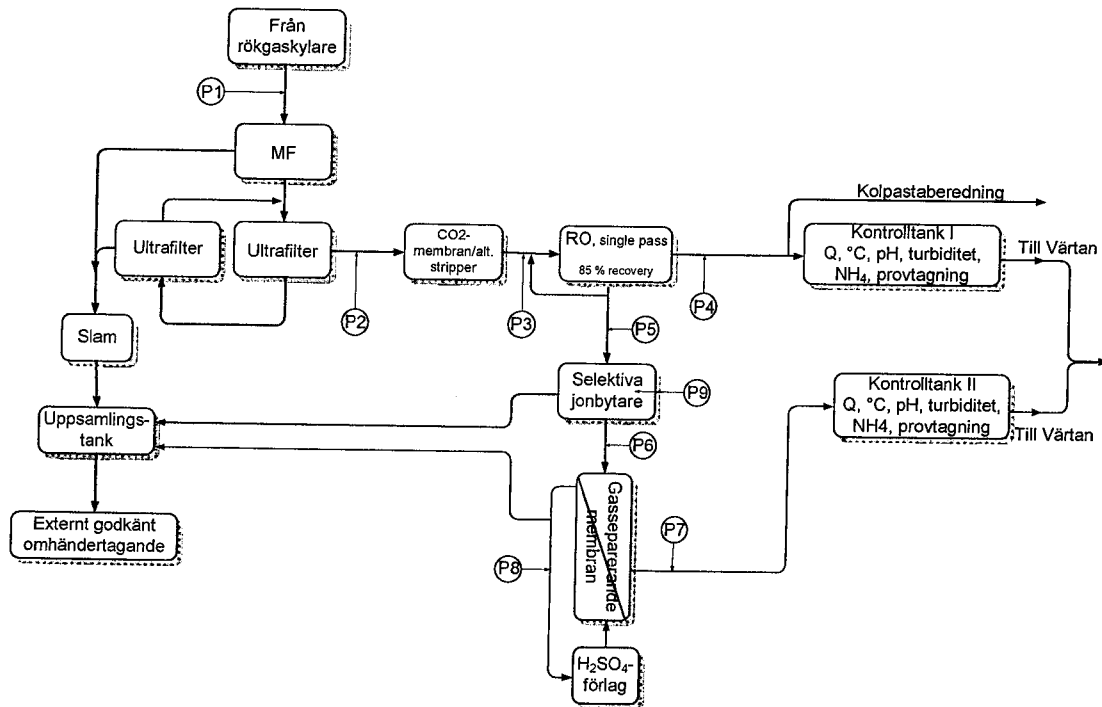 Från
rökgaskylare
P1
MF
Kolpastaberedning
Ultrafilter
Ultrafilter
CO2-
membran/alt.
stripper
RO, single pass
85 % recovery
Kontrolltank I
Q, °C, pH, turbiditet,
NH₄, provtagning
Till Värtan
P2
P3
P4
P5
Slam
Selektiva
jonbytare
P9
Kontrolltank II
Q, °C, pH, turbiditet,
NH4, provtagning
Till Värtan
Uppsamlings-
tank
P6
Externt godkänt
omhändertagande
Gasseparerande
membran
P7
P8
H₂SO₄-
förlag